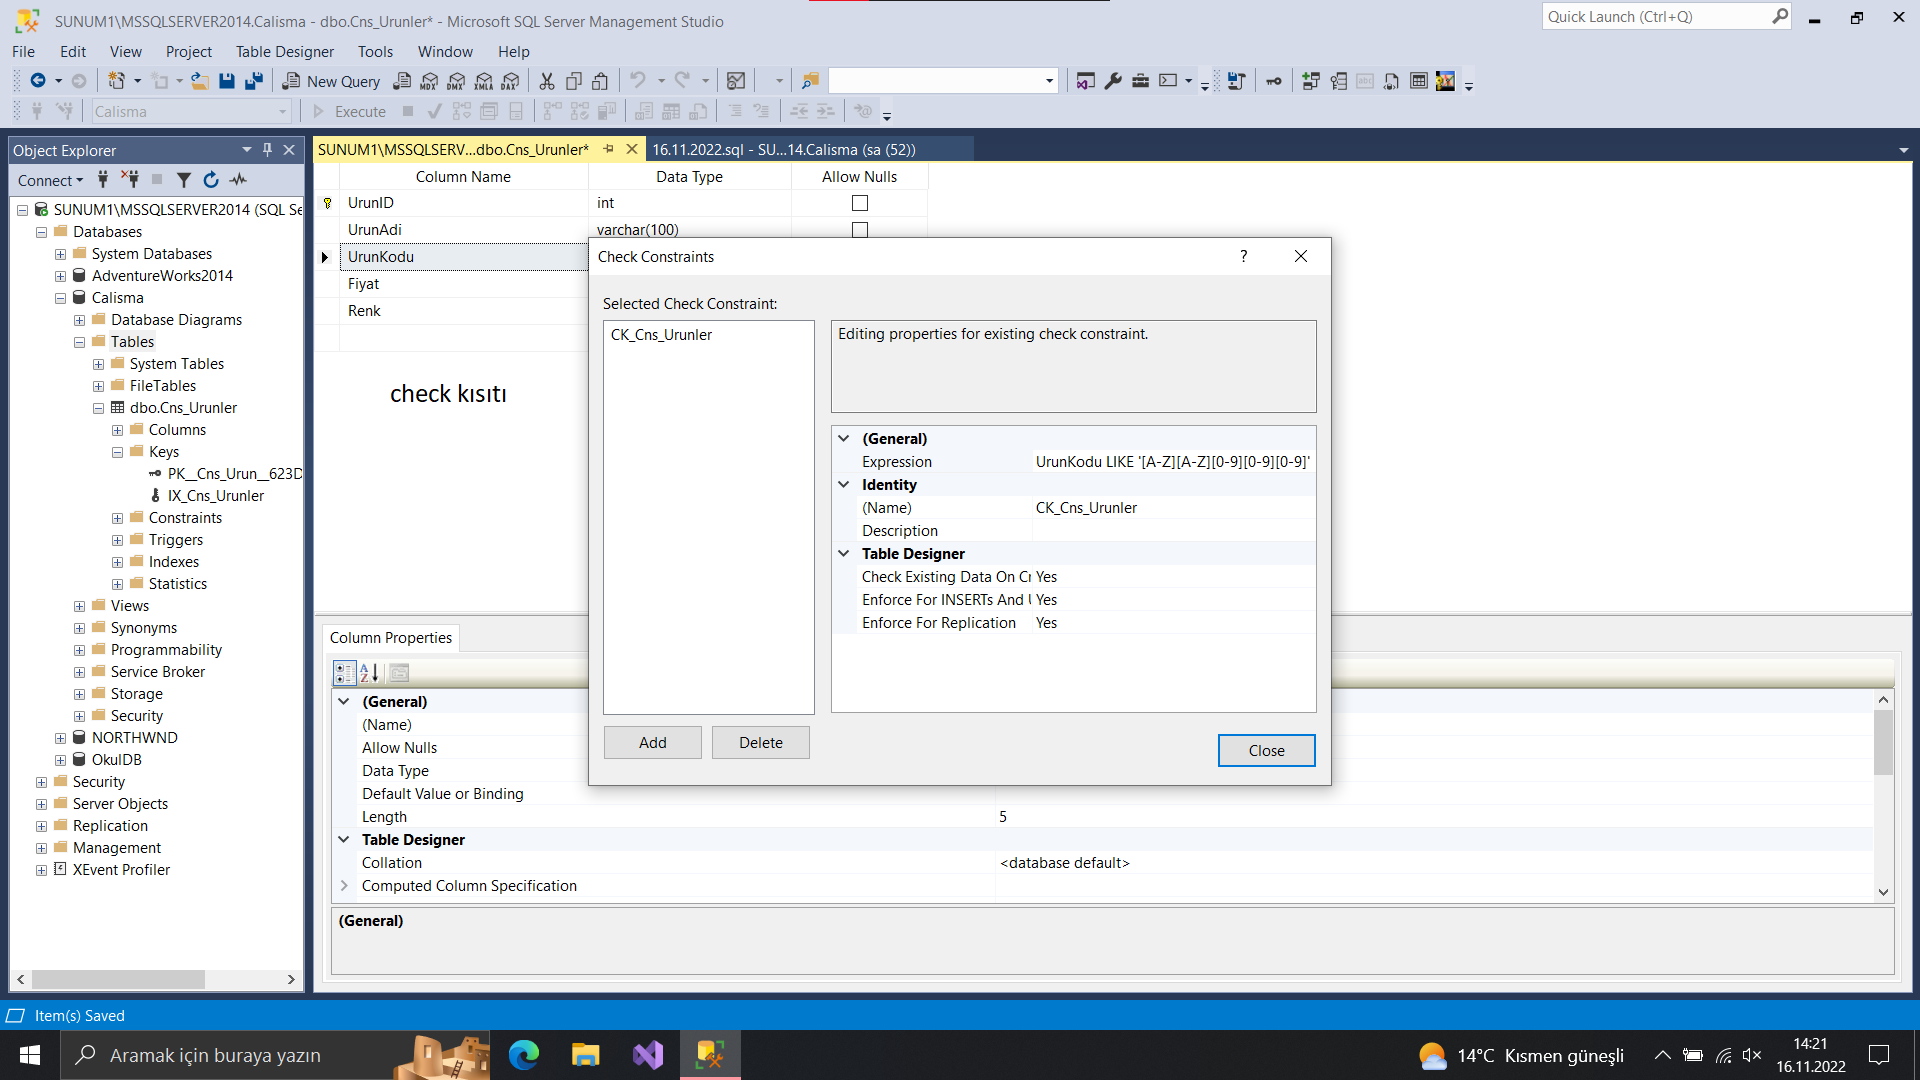 SUNUM1\MSSQLSERVER2014.Calisma - dbo.Cns_Urunler* - Microsoft SQL Server Management Studio
Quick Launch (Ctrl+Q)
File Edit View Project Table Designer Tools Window Help
New Query MDX DMX XMLA DAX
Calisma Execute
Object Explorer
Connect
SUNUM1\MSSQLSERVER2014 (SQL Se
Databases
System Databases
AdventureWorks2014
Calisma
Database Diagrams
Tables
System Tables
FileTables
dbo.Cns_Urunler
Columns
Keys
PK__Cns_Urun__623D
IX_Cns_Urunler
Constraints
Triggers
Indexes
Statistics
Views
Synonyms
Programmability
Service Broker
Storage
Security
NORTHWND
OkulDB
Security
Server Objects
Replication
Management
XEvent Profiler
SUNUM1\MSSQLSERV...dbo.Cns_Urunler* 16.11.2022.sql - SU...14.Calisma (sa (52))
Column Name Data Type Allow Nulls
UrunID int
UrunAdi varchar(100)
UrunKodu
Fiyat
Renk
check kısıtı
Check Constraints ?
Selected Check Constraint:
CK_Cns_Urunler
Editing properties for existing check constraint.
(General)
Expression UrunKodu LIKE '[A-Z][A-Z][0-9][0-9][0-9]'
Identity
(Name) CK_Cns_Urunler
Description
Table Designer
Check Existing Data On Cr Yes
Enforce For INSERTs And U Yes
Enforce For Replication Yes
Add Delete Close
Column Properties
(General)
(Name)
Allow Nulls
Data Type
Default Value or Binding
Length 5
Table Designer
Collation <database default>
Computed Column Specification
(General)
Item(s) Saved
Aramak için buraya yazın
14°C Kısmen güneşli
14:21
16.11.2022